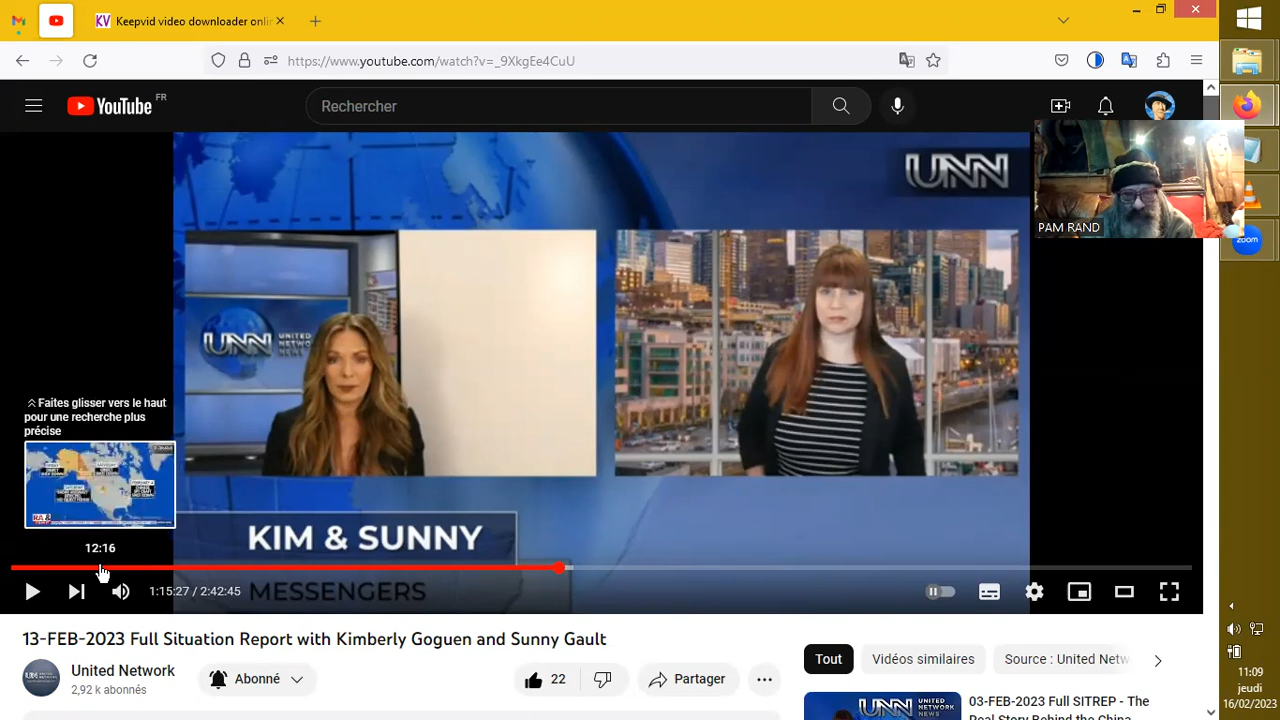 KV Keepvid video downloader onlin
https://www.youtube.com/watch?v=_9XkgEe4CuU
YouTube FR
Rechercher
UNN
PAM RAND
UNN UNITED
NETWORK
NEWS
Faites glisser vers le haut
pour une recherche plus
précise
12:16
KIM & SUNNY
MESSENGERS
1:15:27 / 2:42:45
13-FEB-2023 Full Situation Report with Kimberly Goguen and Sunny Gault
United Network
2,92 k abonnés
Abonné
22
Partager
Tout
Vidéos similaires
Source : United Netw
UNN
03-FEB-2023 Full SITREP - The
Real Story Behind the China
zoom
11:09
jeudi
16/02/2023